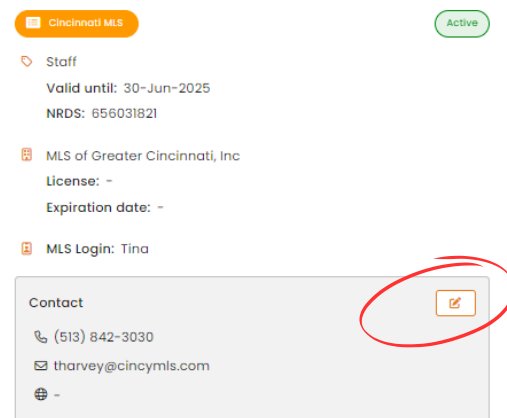 Cincinnati MLS
Active
Staff
Valid until: 30-Jun-2025
NRDS: 656031821
MLS of Greater Cincinnati, Inc
License: -
Expiration date: -
MLS Login: Tina
Contact
(513) 842-3030
tharvey@cincymls.com
-